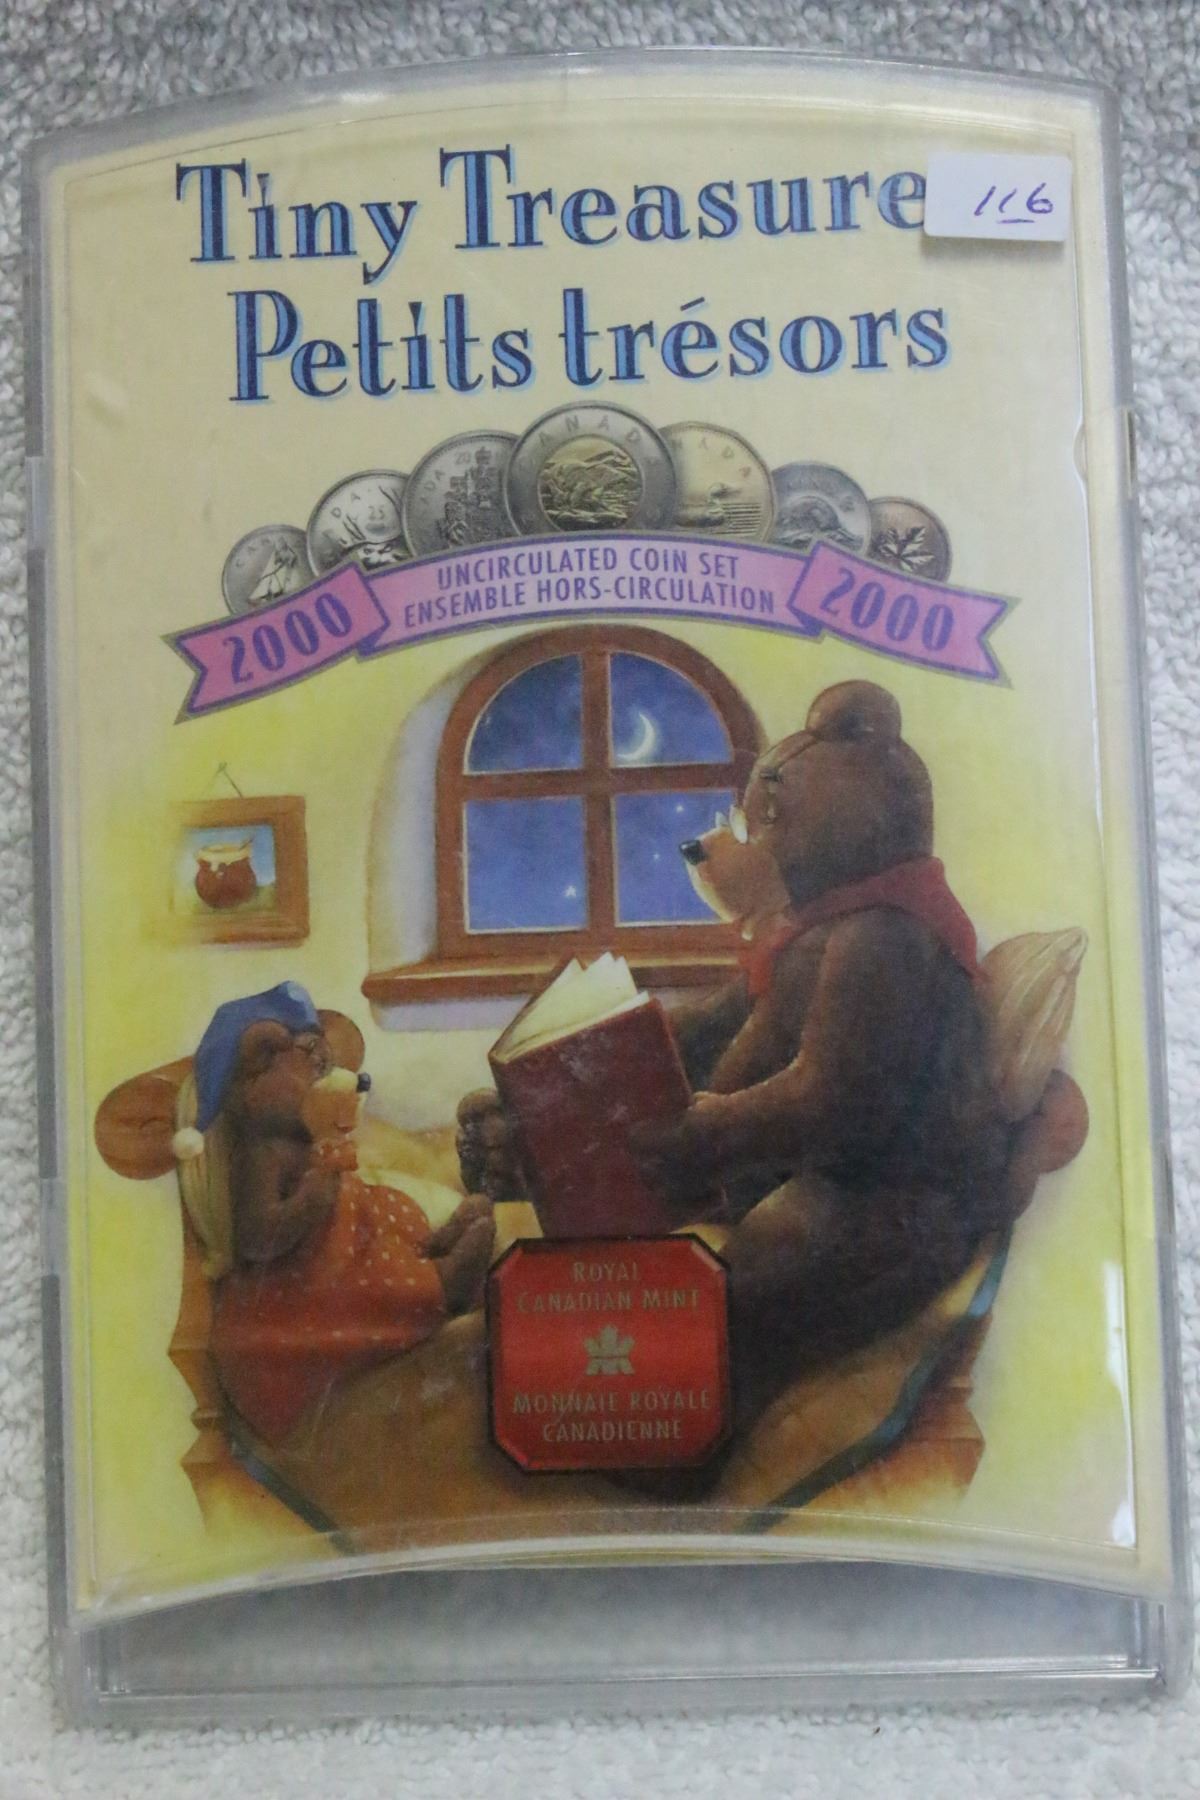 Tiny Treasure
116
Petits trésors
CANADA
UNCIRCULATED COIN SET
ENSEMBLE HORS-CIRCULATION
2000
2000
ROYAL
CANADIAN MINT
MONNAIE ROYALE
CANADIENNE